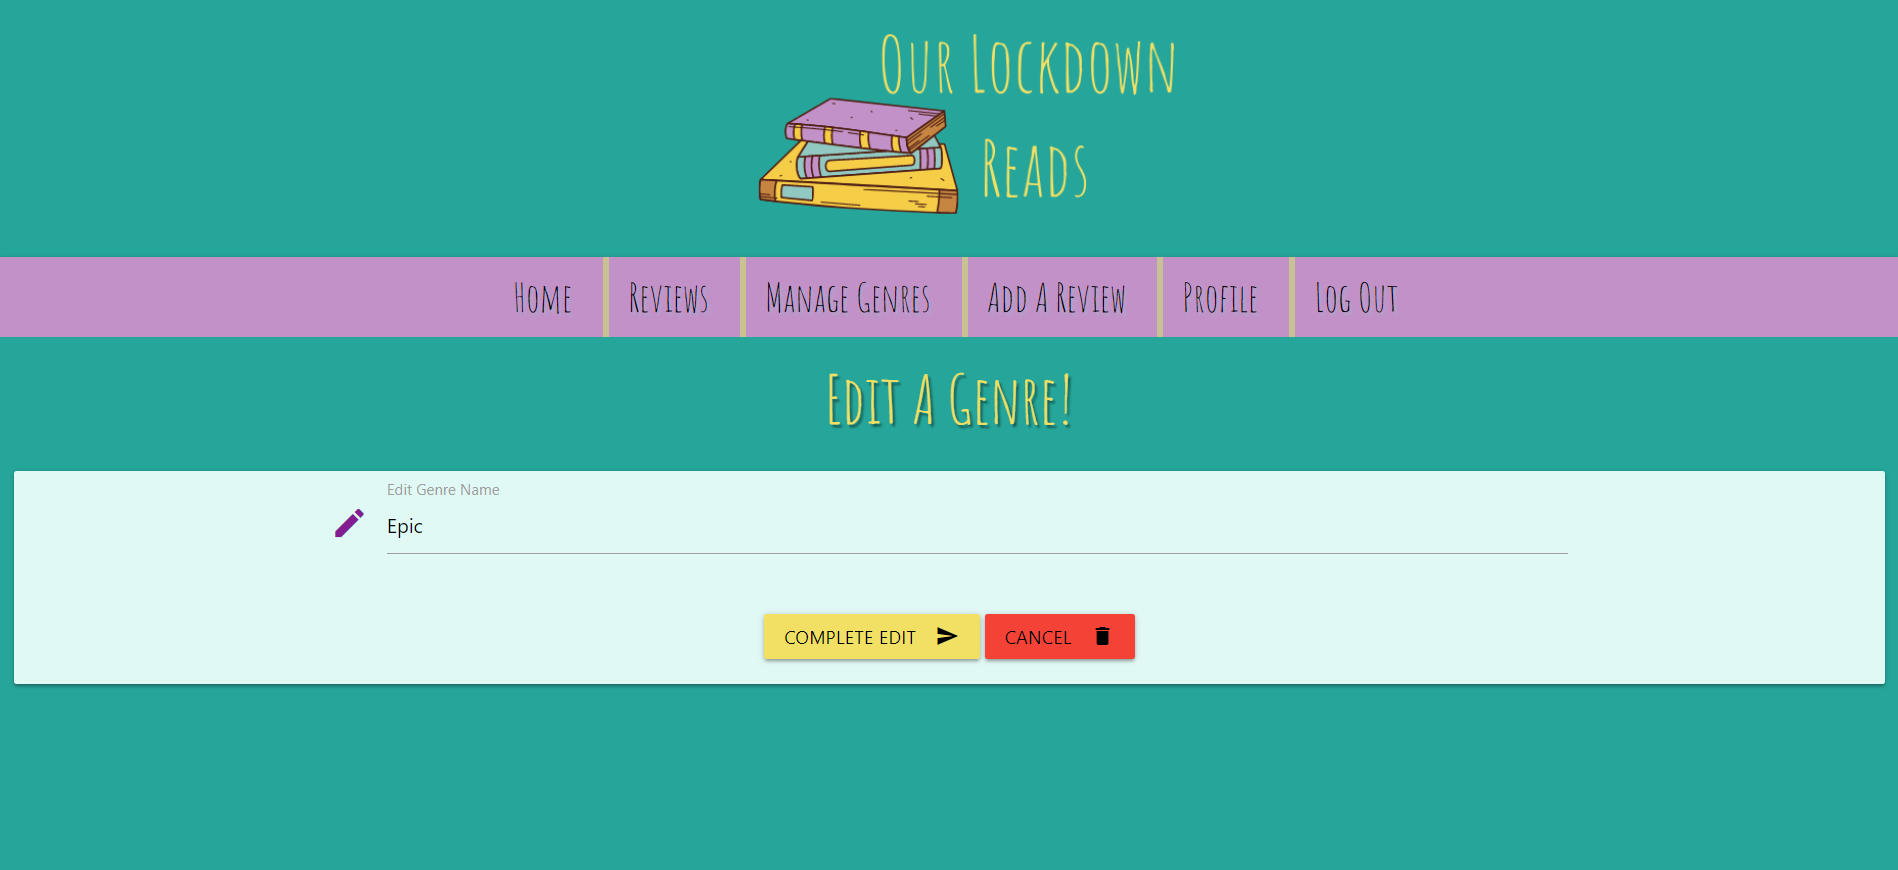 Our Lockdown
Reads
Home Reviews Manage Genres Add A Review Profile Log Out
Edit A Genre!
Edit Genre Name
Epic
COMPLETE EDIT CANCEL